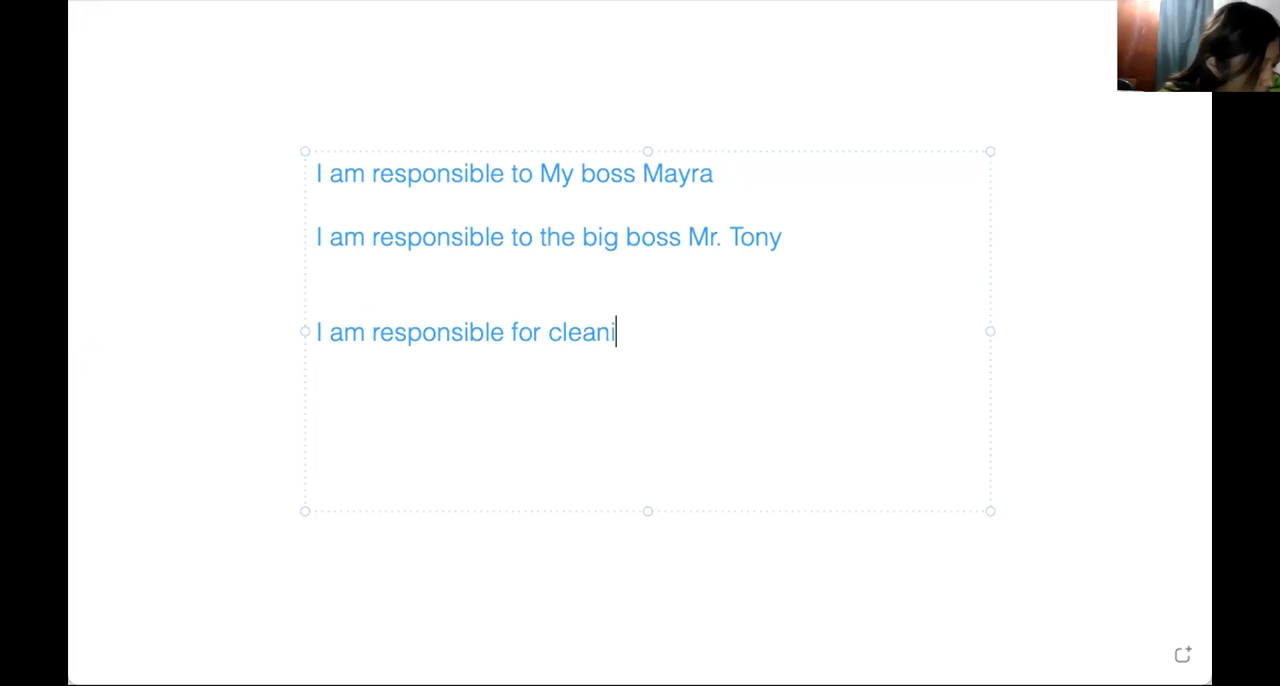 I am responsible to My boss Mayra
I am responsible to the big boss Mr. Tony
I am responsible for cleani